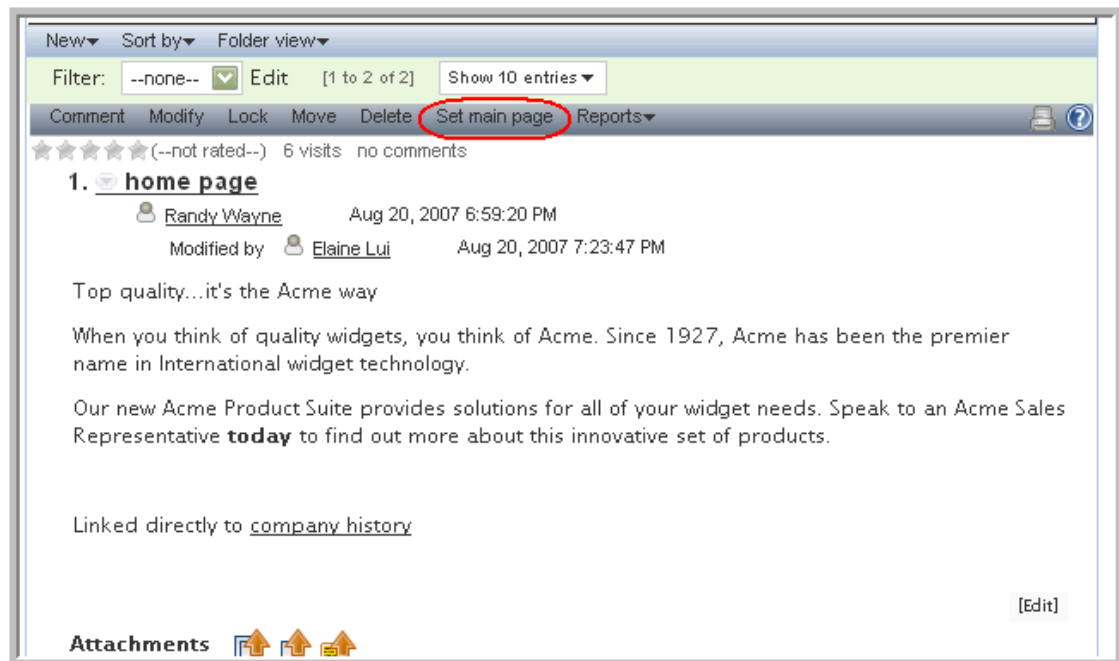 New▾ Sort by▾ Folder view▾
Filter: --none-- Edit [1 to 2 of 2] Show 10 entries ▾
Comment Modify Lock Move Delete Set main page Reports▾ ?
(--not rated--) 6 visits no comments
1. home page
Randy Wayne Aug 20, 2007 6:59:20 PM
Modified by Elaine Lui Aug 20, 2007 7:23:47 PM
Top quality...it's the Acme way
When you think of quality widgets, you think of Acme. Since 1927, Acme has been the premier
name in International widget technology.
Our new Acme Product Suite provides solutions for all of your widget needs. Speak to an Acme Sales
Representative today to find out more about this innovative set of products.
Linked directly to company history
[Edit]
Attachments